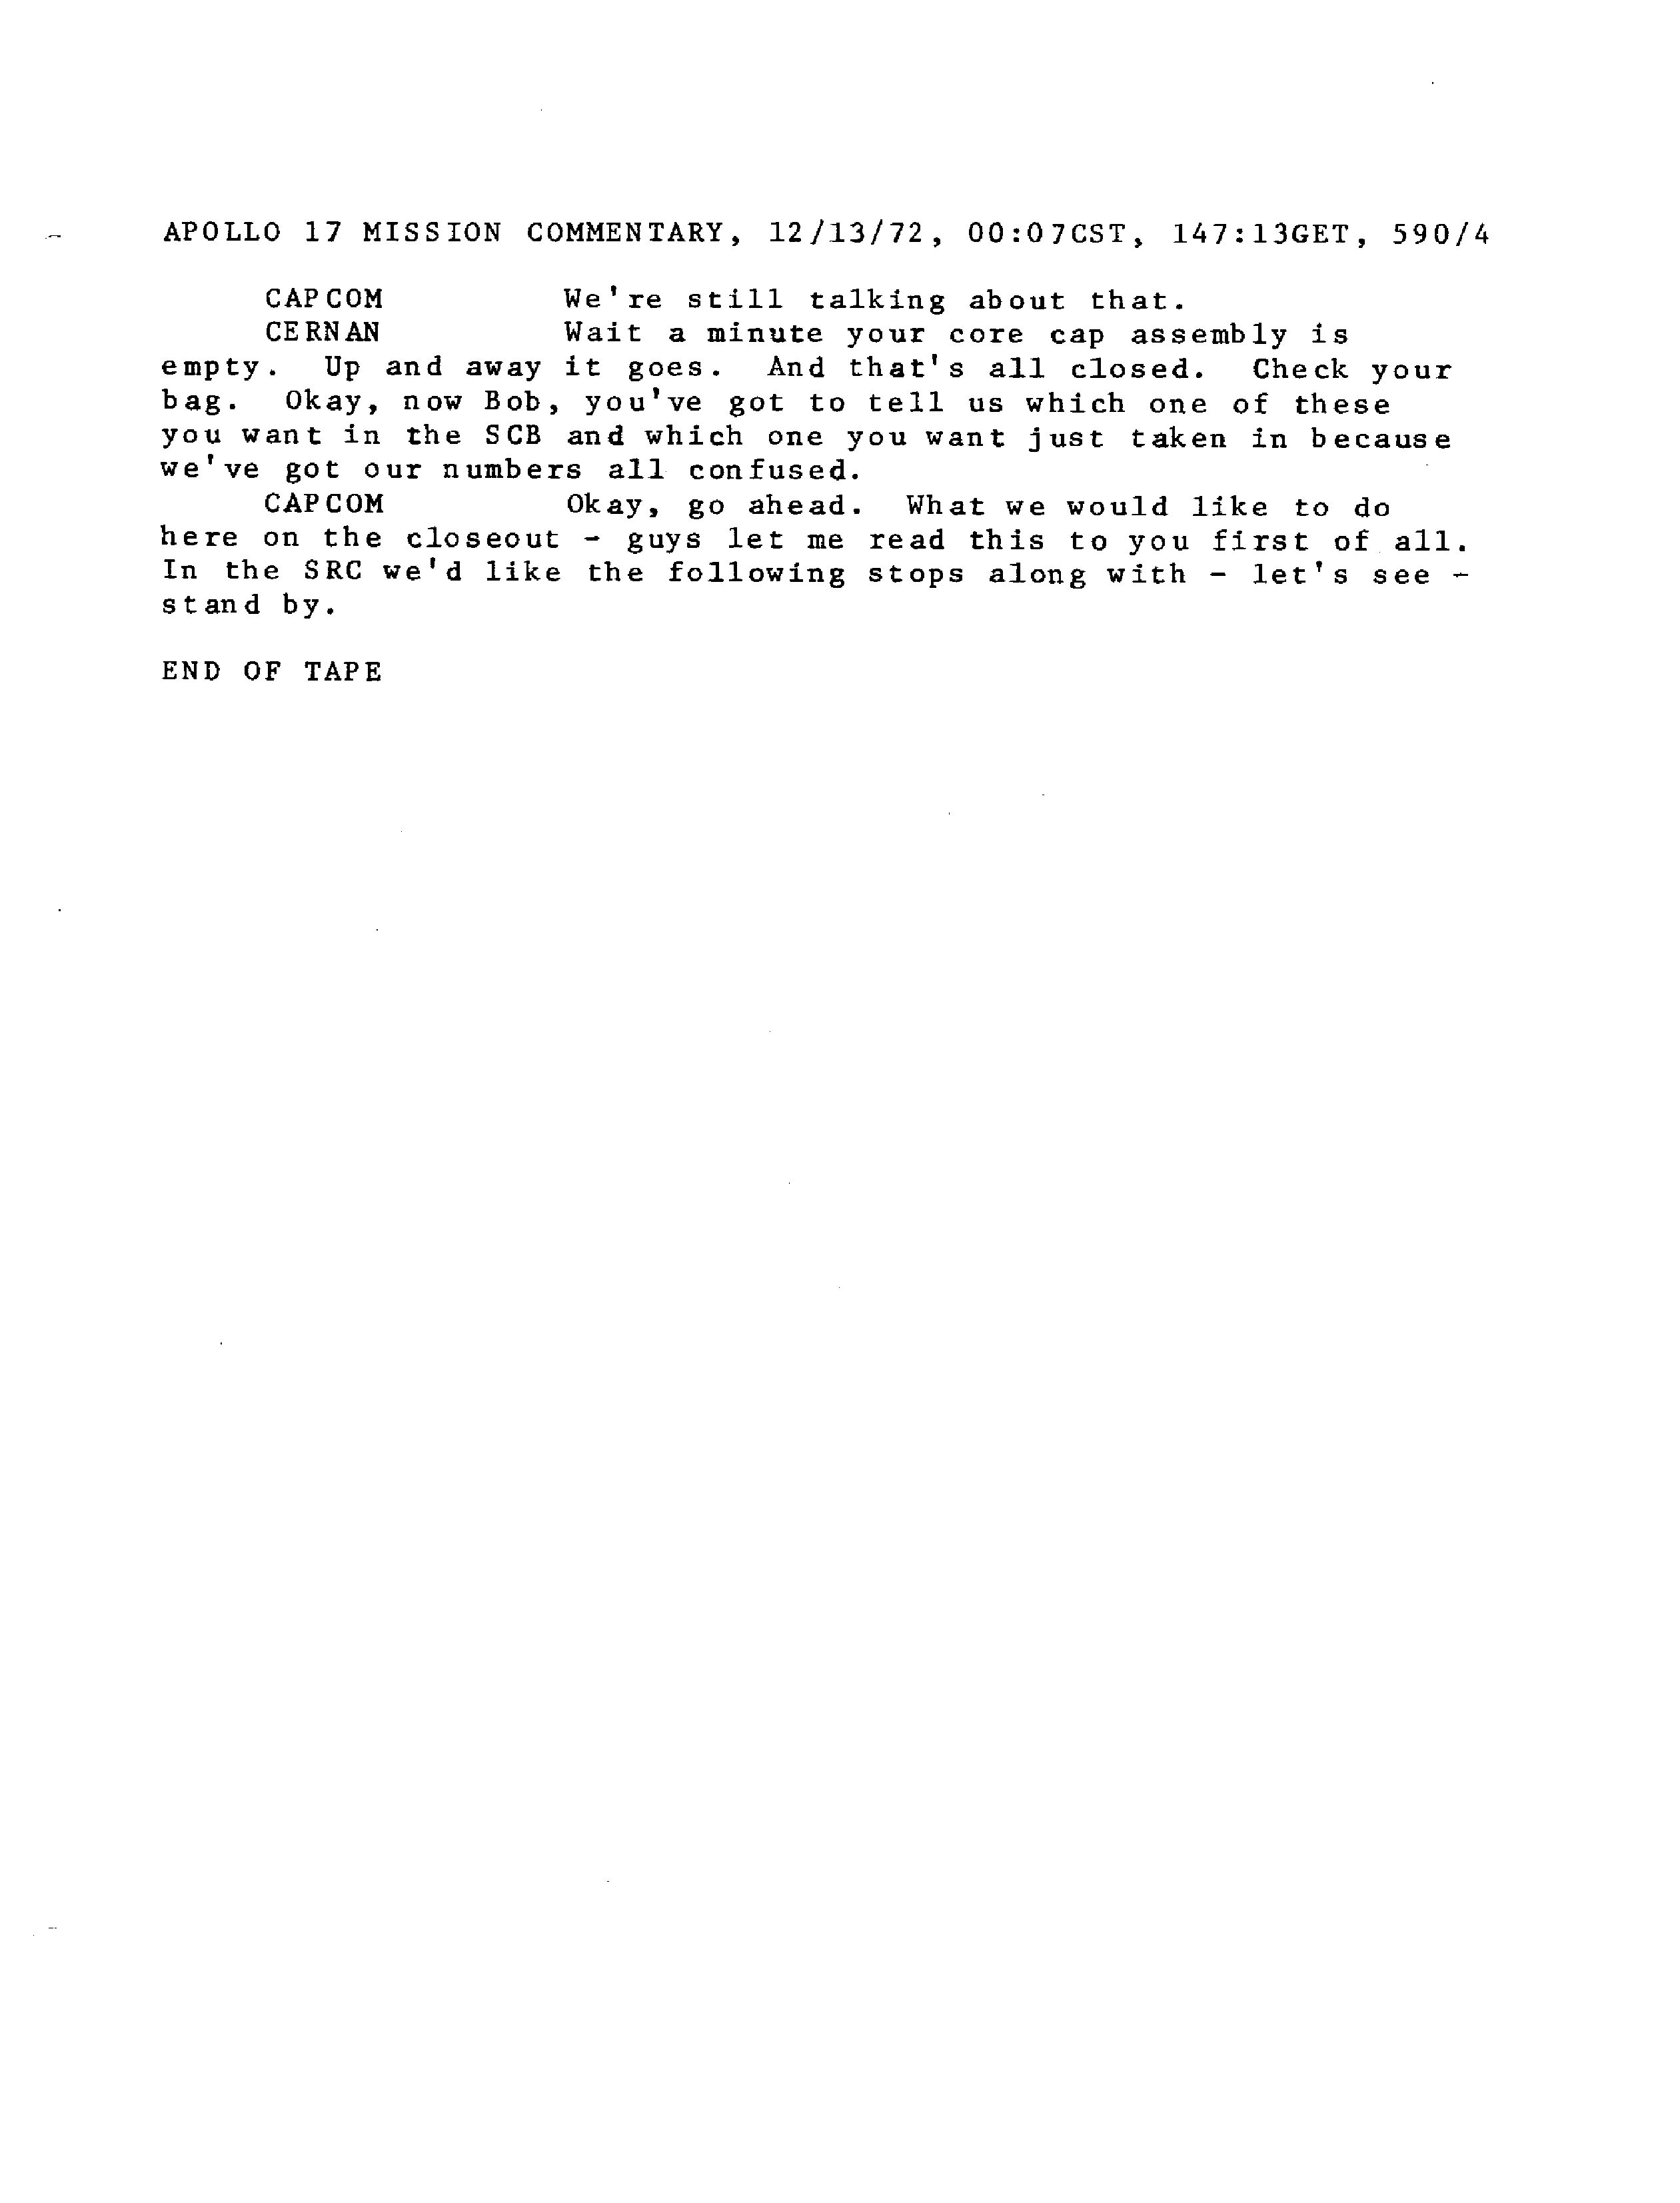 APOLLO 17 MISSION COMMENTARY, 12/13/72, 00:07CST, 147:13GET, 590/4
CAPCOM We're still talking about that.
CERNAN Wait a minute your core cap assembly is
empty. Up and away it goes. And that's all closed. Check your
bag. Okay, now Bob, you've got to tell us which one of these
you want in the SCB and which one you want just taken in because
we've got our numbers all confused.
CAPCOM Okay, go ahead. What we would like to do
here on the closeout - guys let me read this to you first of all.
In the SRC we'd like the following stops along with - let's see -
stand by.
END OF TAPE